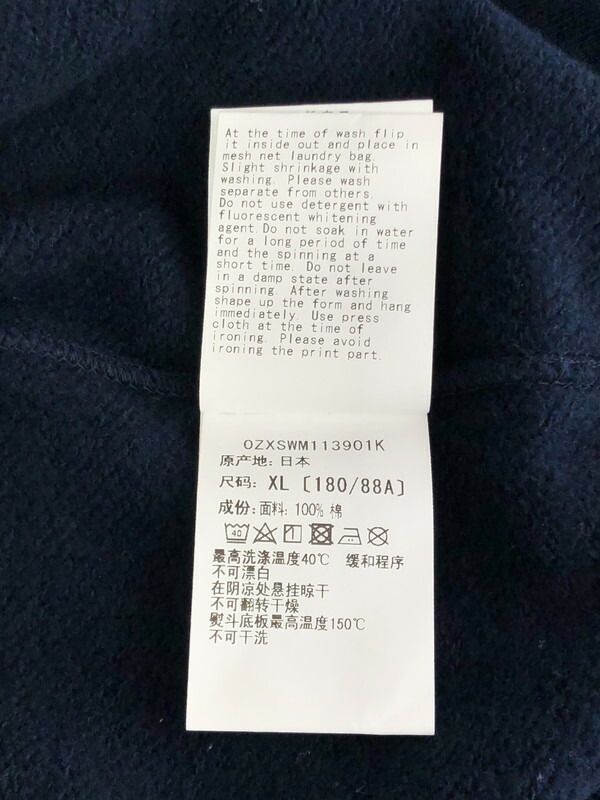 At the time of wash flip
it inside out and place in
mesh net laundry bag.
Slight shrinkage with
washing. Please wash
separate from others.
Do not use detergent with
fluorescent whitening
agent.Do not soak in water
for a long period of time
and the spinning at a
short time. Do not leave
in a damp state after
spinning. After washing
shape up the form and hang
immediately. Use press
cloth at the time of
ironing. Please avoid
ironing the print part.
OZXSWM113901K
原产地: 日本
尺码: XL [180/88A]
成份: 面料: 100% 棉
40
最高洗涤温度40℃ 缓和程序
不可漂白
在阴凉处悬挂晾干
不可翻转干燥
熨斗底板最高温度150℃
不可干洗